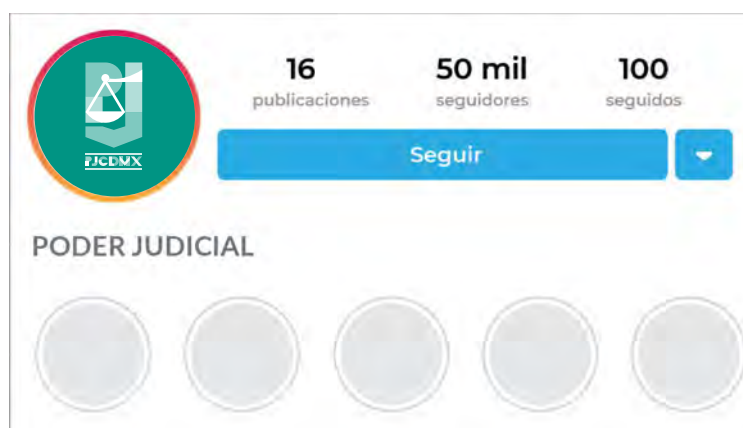 16 50 mil 100
publicaciones seguidores seguidos
Seguir
PJCDMX
PODER JUDICIAL